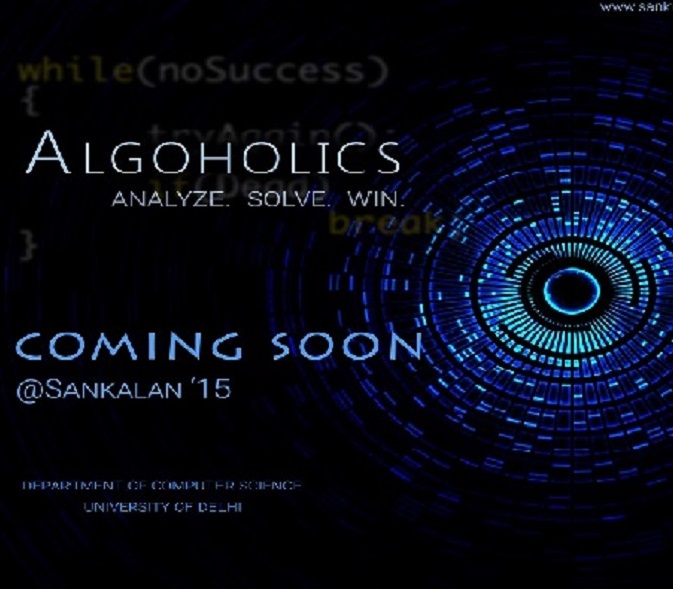 www.sank
while(noSuccess)
{
tryAgain();
ALGOHOLICS
if(Dead)
ANALYZE. SOLVE. WIN.
break;
}
COMING SOON
@SANKALAN '15
DEPARTMENT OF COMPUTER SCIENCE
UNIVERSITY OF DELHI